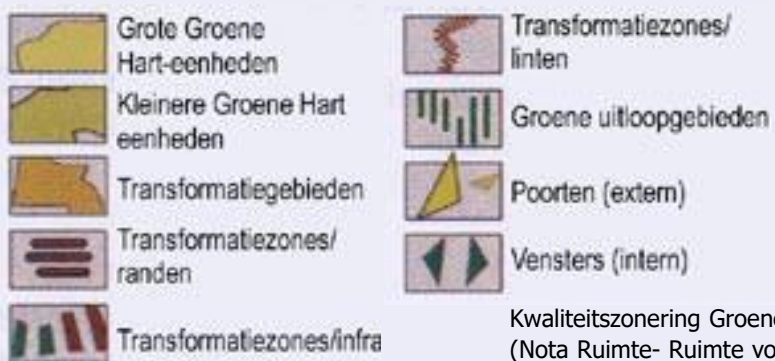 Grote Groene
Hart-eenheden
Kleinere Groene Hart
eenheden
Transformatiegebieden
Transformatiezones/
randen
Transformatiezones/infra
Transformatiezones/
linten
Groene uitloopgebieden
Poorten (extern)
Vensters (intern)
Kwaliteitszonering Groene
(Nota Ruimte- Ruimte vo